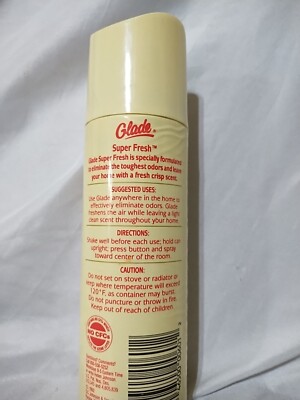 Glade®
Super Fresh™
Glade Super Fresh is specially formulated
to eliminate the toughest odors and leave
your home with a fresh crisp scent.
SUGGESTED USES:
Use Glade anywhere in the home to
effectively eliminate odors. Glade
freshens the air while leaving a light
clean scent throughout your home.
DIRECTIONS:
Shake well before each use; hold can
upright; press button and spray
toward center of the room
CAUTION:
Do not set on stove or radiator or
keep where temperature will exceed
120°F, as container may burst.
Do not puncture or throw in fire.
Keep out of reach of children
NO CFCs